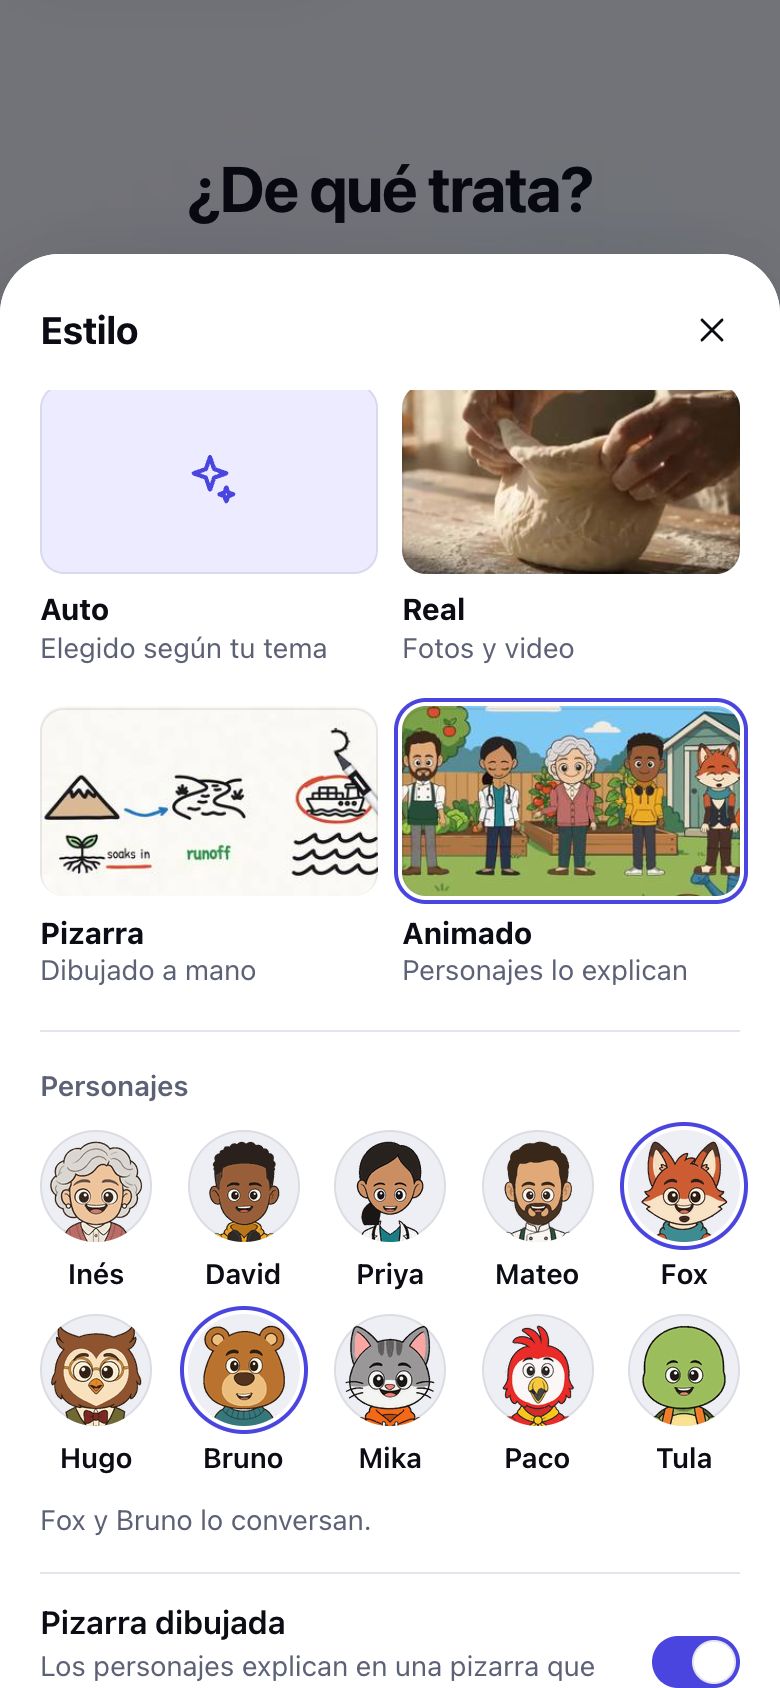 ¿De qué trata?
Estilo
Auto
Elegido según tu tema
Real
Fotos y video
soaks in
runoff
Pizarra
Dibujado a mano
Animado
Personajes lo explican
Personajes
Inés
David
Priya
Mateo
Fox
Hugo
Bruno
Mika
Paco
Tula
Fox y Bruno lo conversan.
Pizarra dibujada
Los personajes explican en una pizarra que